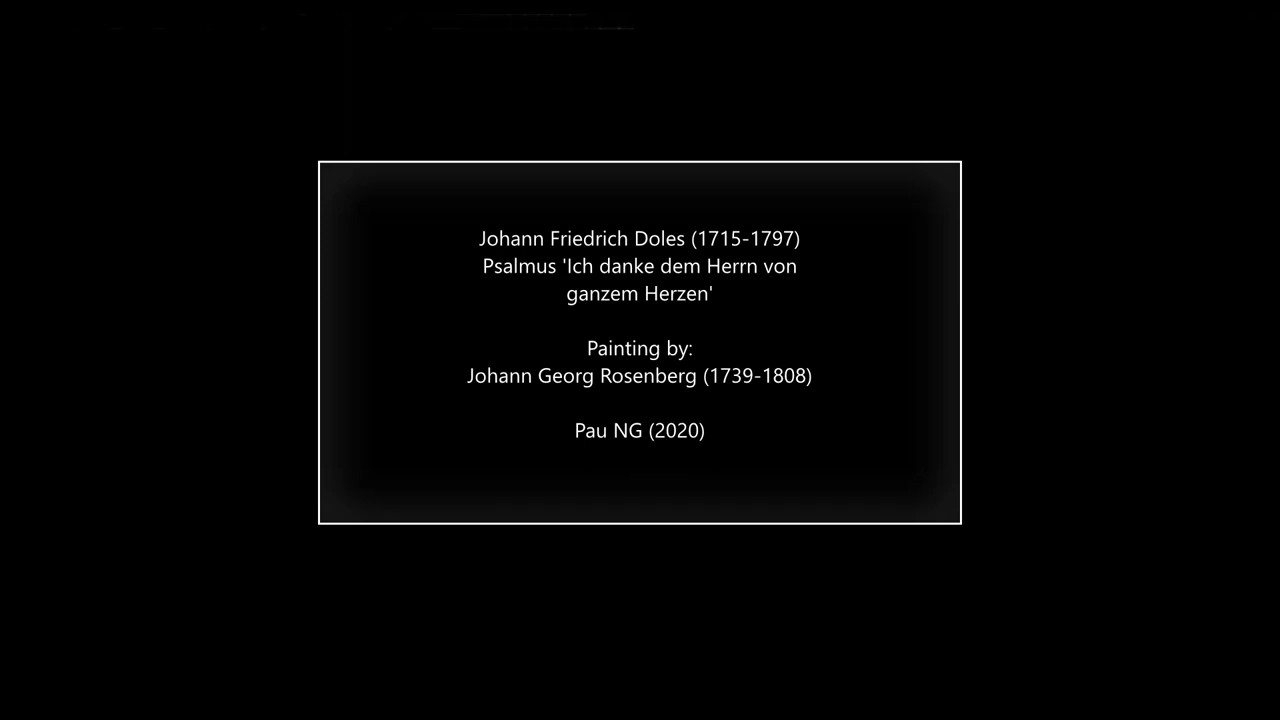 Johann Friedrich Doles (1715-1797)
Psalmus 'Ich danke dem Herrn von
ganzem Herzen'
Painting by:
Johann Georg Rosenberg (1739-1808)
Pau NG (2020)